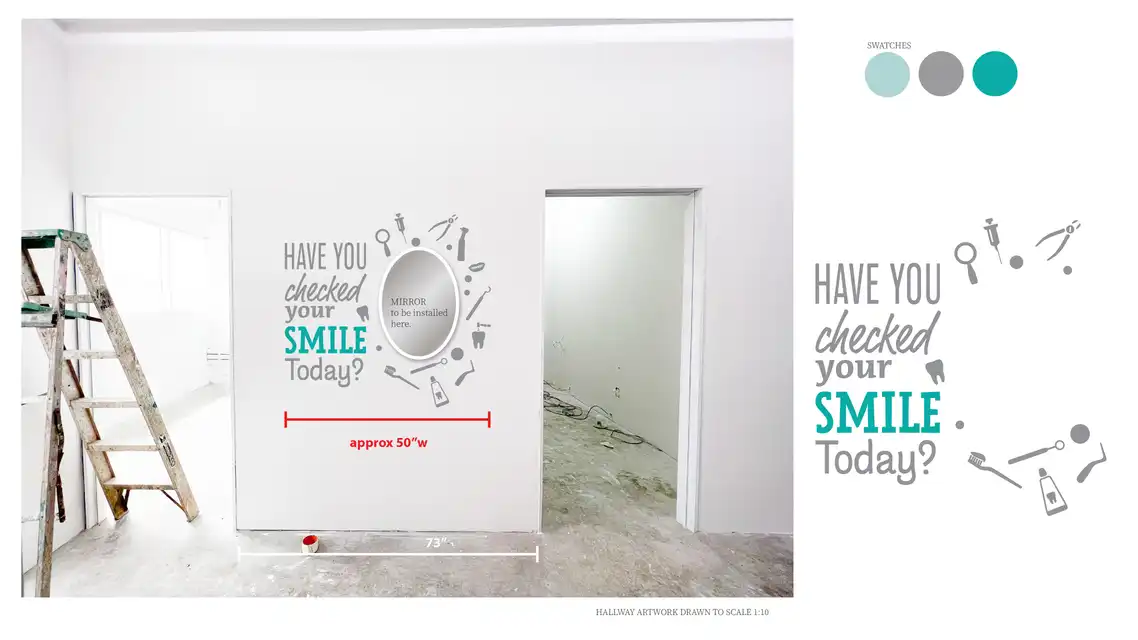 SWATCHES
HAVE YOU
checked
your
SMILE
Today?
MIRROR
to be installed
here.
approx 50"w
73"
HAVE YOU
checked
your
SMILE
Today?
HALLWAY ARTWORK DRAWN TO SCALE 1:10